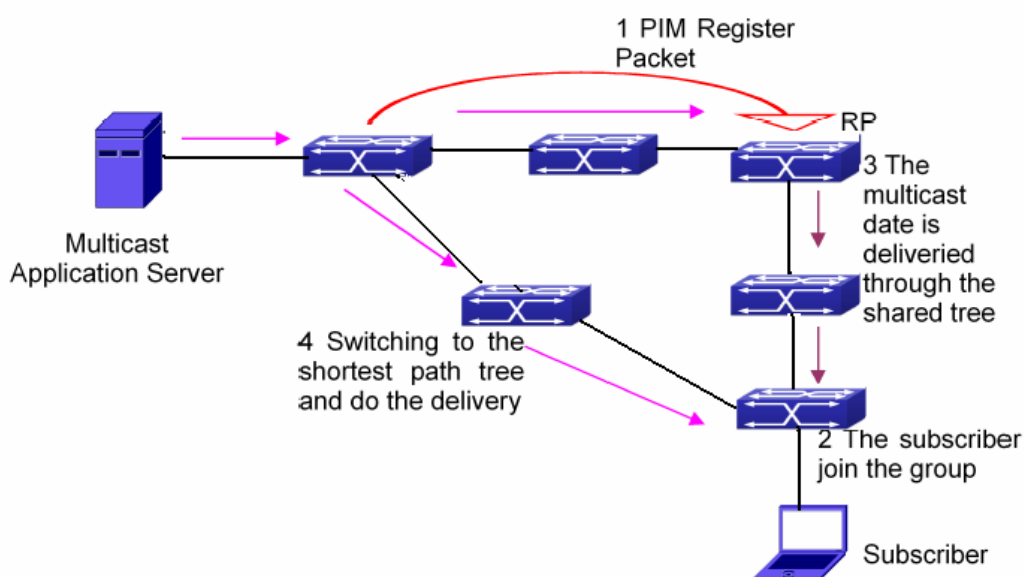 1 PIM Register
Packet
RP
3 The
multicast
date is
deliveried
through the
shared tree
Multicast
Application Server
4 Switching to the
shortest path tree
and do the delivery
2 The subscriber
join the group
Subscriber